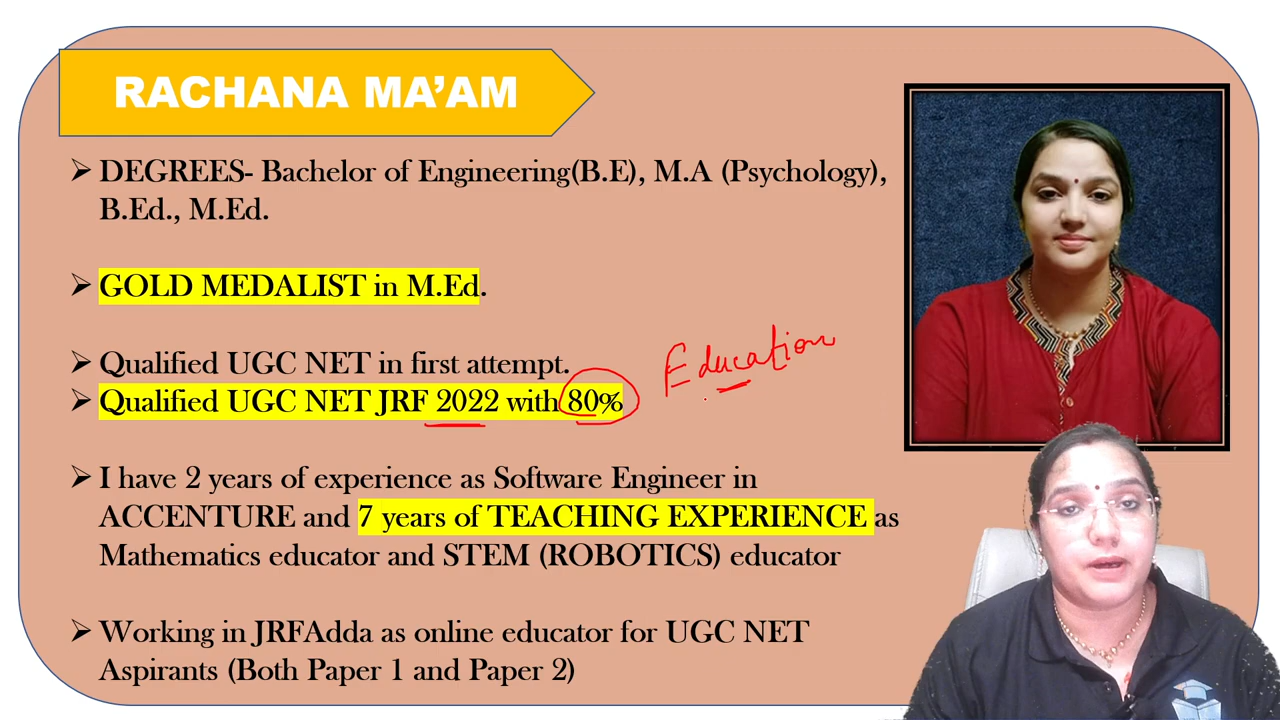 RACHANA MA’AM
➢ DEGREES- Bachelor of Engineering(B.E), M.A (Psychology),
B.Ed., M.Ed.
➢ GOLD MEDALIST in M.Ed.
➢ Qualified UGC NET in first attempt.
Education
➢ Qualified UGC NET JRF 2022 with 80%
➢ I have 2 years of experience as Software Engineer in
ACCENTURE and 7 years of TEACHING EXPERIENCE as
Mathematics educator and STEM (ROBOTICS) educator
➢ Working in JRFAdda as online educator for UGC NET
Aspirants (Both Paper 1 and Paper 2)